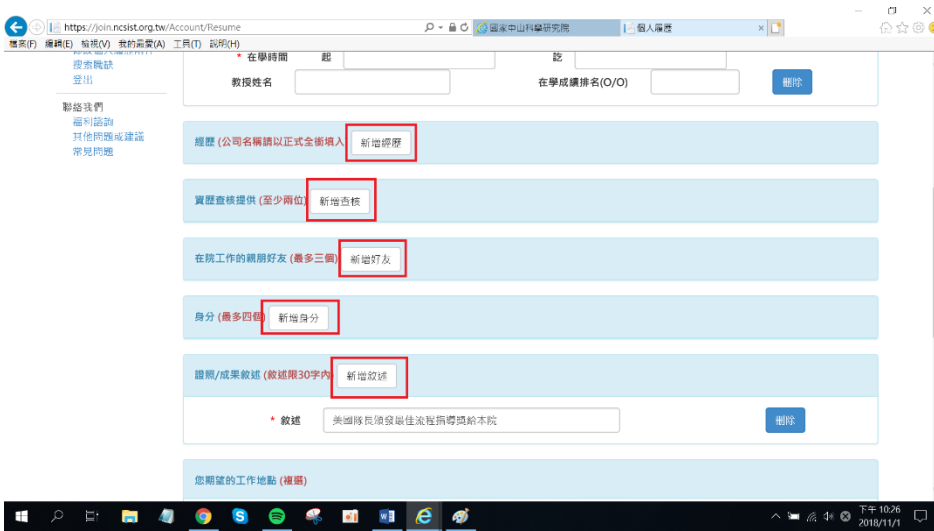 https://join.ncsist.org.tw/Account/Resume
國家中山科學研究院
個人履歷
檔案(F) 編輯(E) 檢視(V) 我的最愛(A) 工具(T) 說明(H)
搜索職缺
登出
聯絡我們
福利諮詢
其他問題或建議
常見問題
* 在學時間 起 訖
教授姓名 在學成績排名(O/O) 刪除
經歷 (公司名稱請以正式全銜填入 新增經歷
資歷查核提供 (至少兩位) 新增查核
在院工作的親朋好友 (最多三個) 新增好友
身分 (最多四個) 新增身分
證照/成果敘述 (敘述限30字內) 新增敘述
* 敘述 美國隊長頒發最佳流程指導獎給本院 刪除
您期望的工作地點 (複選)
下午 10:26
2018/11/1